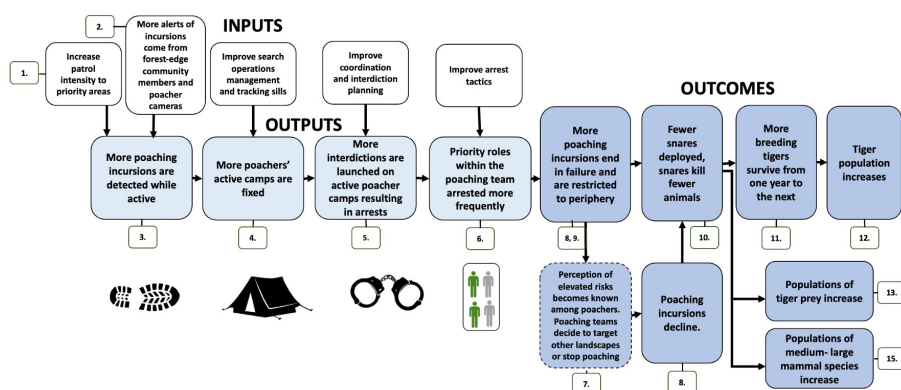 INPUTS
1.
Increase
patrol
intensity to
priority areas
2.
More alerts of
incursions
come from
forest-edge
community
members and
poacher
cameras
Improve search
operations
management
and tracking sills
Improve
coordination
and interdiction
planning
Improve arrest
tactics
OUTPUTS
More poaching
incursions are
detected while
active
3.
More poachers'
active camps are
fixed
4.
More
interdictions are
launched on
active poacher
camps resulting
in arrests
5.
Priority roles
within the
poaching team
arrested more
frequently
6.
OUTCOMES
More
poaching
incursions end
in failure and
are restricted
to periphery
8, 9.
Fewer
snares
deployed,
snares kill
fewer
animals
10.
More
breeding
tigers
survive from
one year to
the next
11.
Tiger
population
increases
12.
Perception of
elevated risks
becomes known
among poachers.
Poaching teams
decide to target
other landscapes
or stop poaching
7.
Poaching
incursions
decline.
8.
Populations of
tiger prey increase
13.
Populations of
medium- large
mammal species
increase
15.